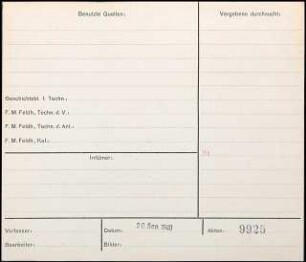 Benutzte Quellen:
Vergebens durchsucht:
Geschichtsbl. f. Techn.:
F. M. Feldh., Techn. d. V.:
F. M. Feldh., Techn. d. Ant.:
F. M. Feldh., Kat.:
Irrtümer:
Verfasser:
Datum:
Akten: 9925
Bearbeiter:
Bilder: